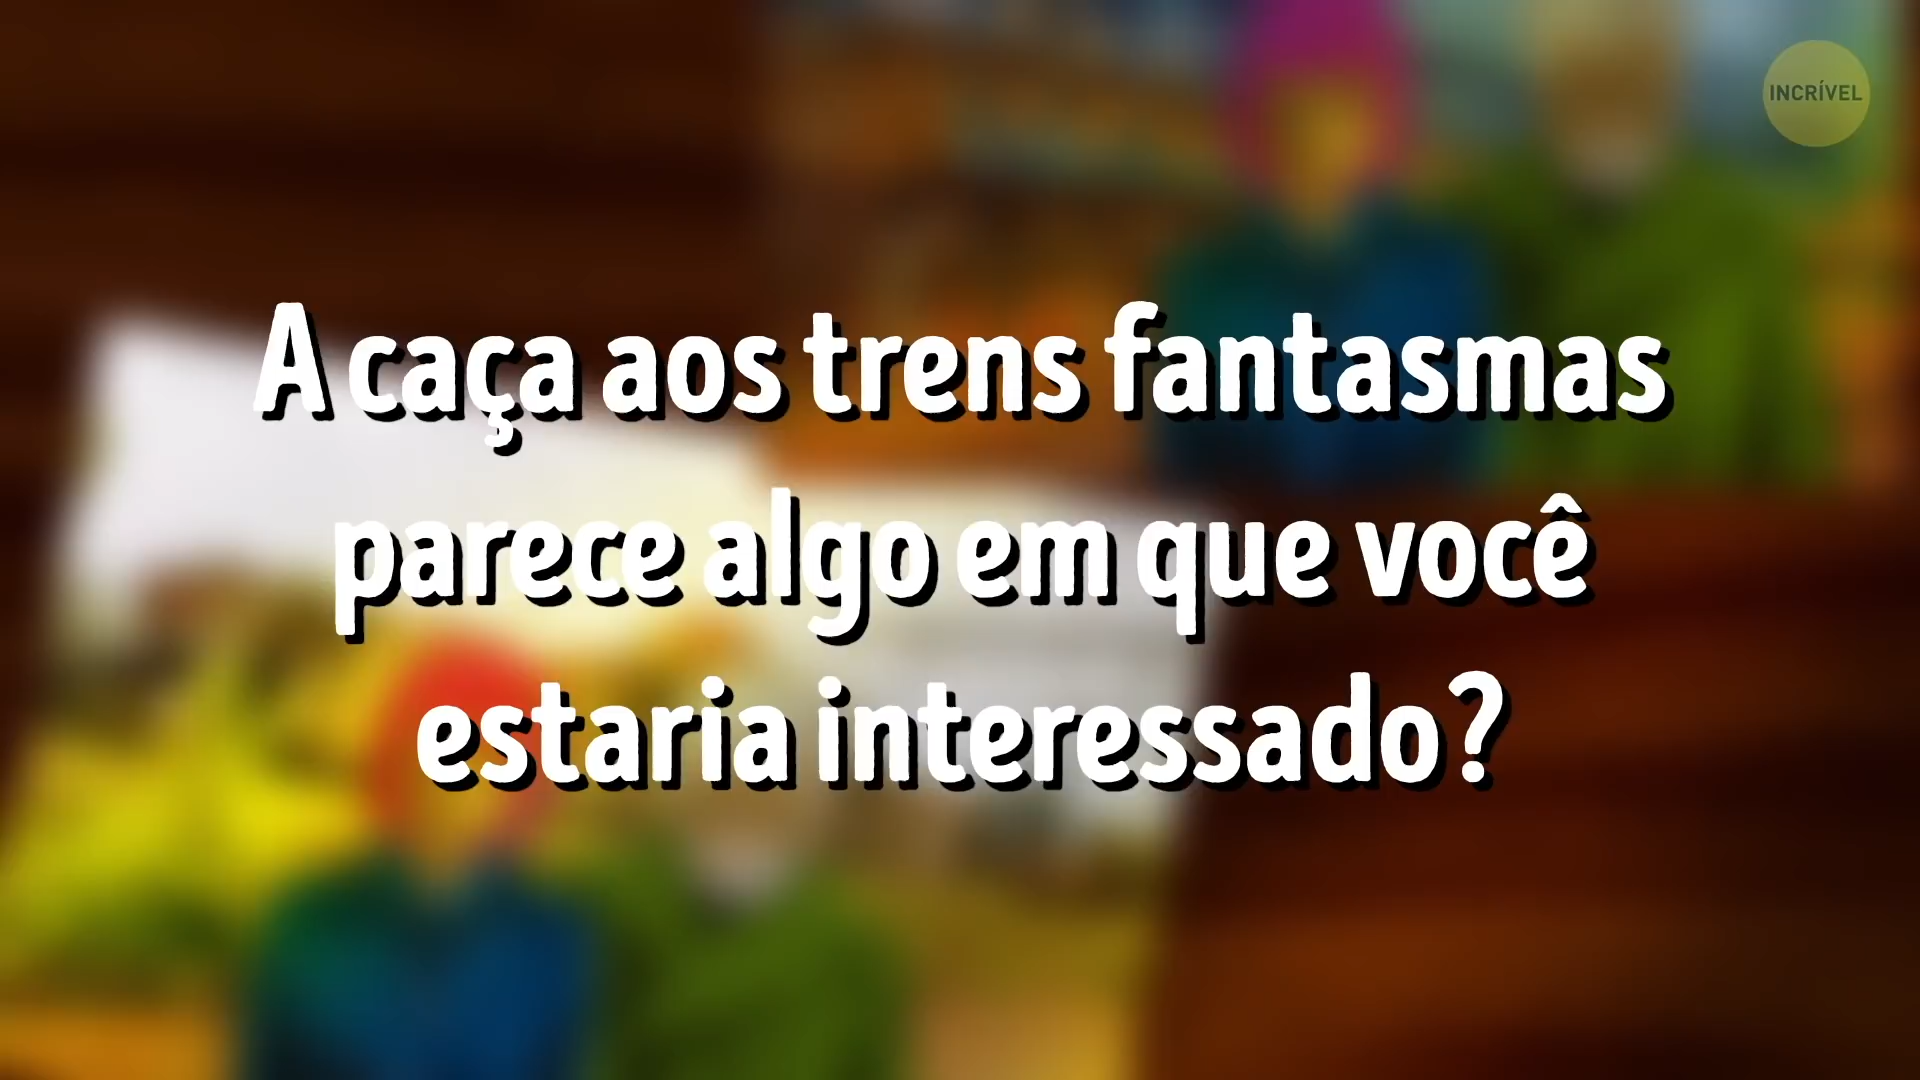 INCRÍVEL
A caça aos trens fantasmas
parece algo em que você
estaria interessado?